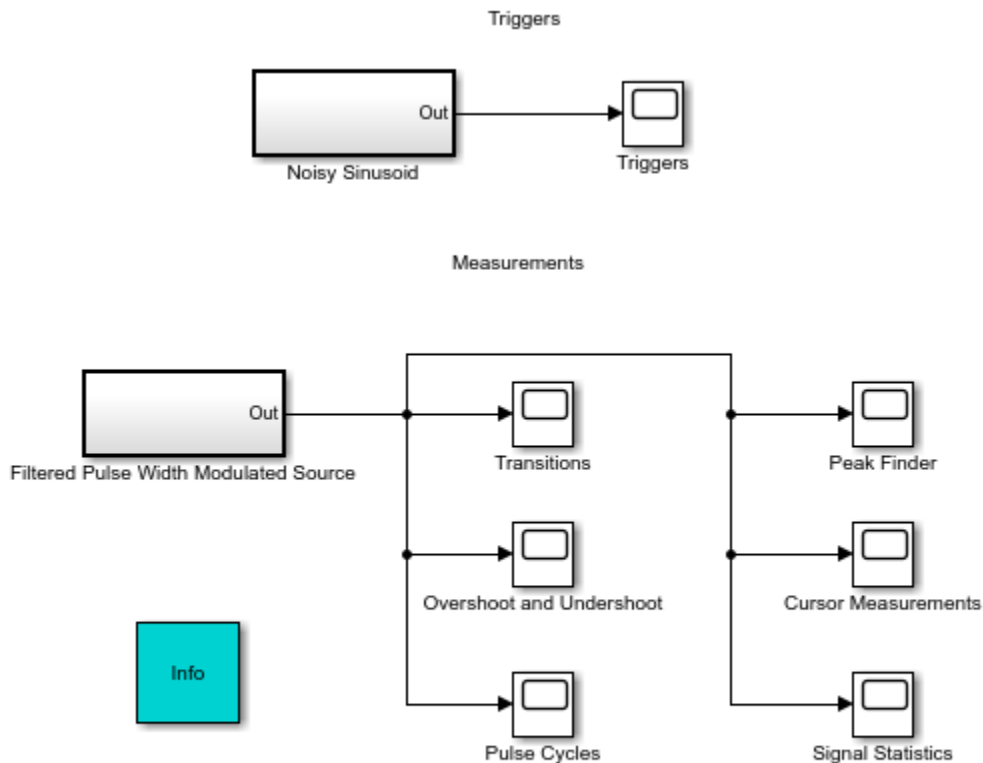 Triggers
Out
Noisy Sinusoid
Triggers
Measurements
Out
Filtered Pulse Width Modulated Source
Transitions
Peak Finder
Overshoot and Undershoot
Cursor Measurements
Info
Pulse Cycles
Signal Statistics